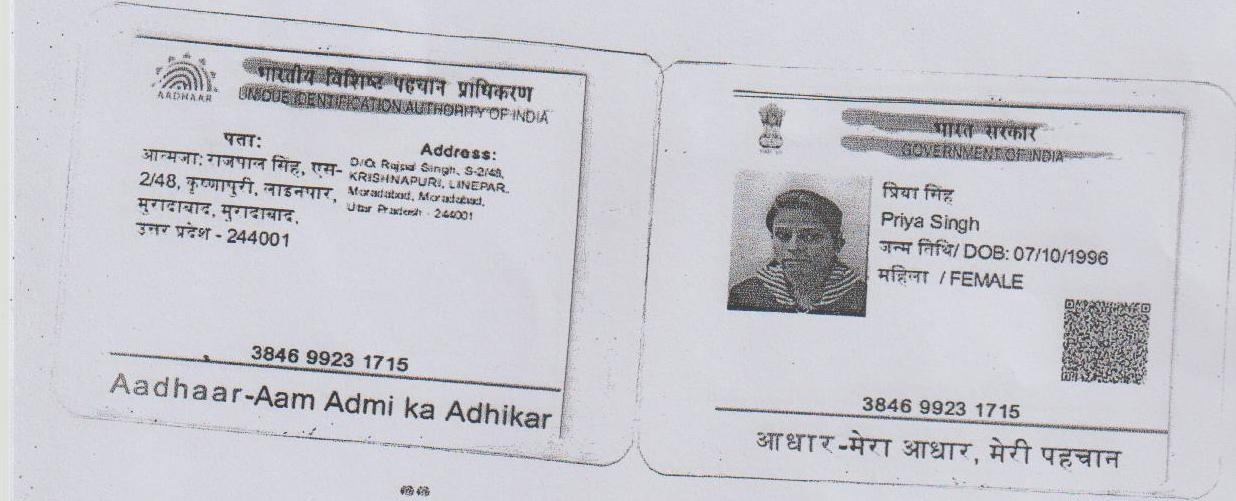 AADHAAR
भारतीय विशिष्ट पहचान प्राधिकरण
UNIQUE IDENTIFICATION AUTHORITY OF INDIA
पता:
आत्मजा: राजपाल सिंह, एस-
2/48, कृष्णापुरी, लाइनपार,
मुरादाबाद, मुरादाबाद,
उत्तर प्रदेश - 244001
Address:
D/O: Rajpal Singh, S-2/48,
KRISHNAPURI, LINEPAR,
Moradabad, Moradabad,
Uttar Pradesh - 244001
3846 9923 1715
Aadhaar-Aam Admi ka Adhikar
भारत सरकार
GOVERNMENT OF INDIA
प्रिया सिंह
Priya Singh
जन्म तिथि/ DOB: 07/10/1996
महिला / FEMALE
3846 9923 1715
आधार-मेरा आधार, मेरी पहचान